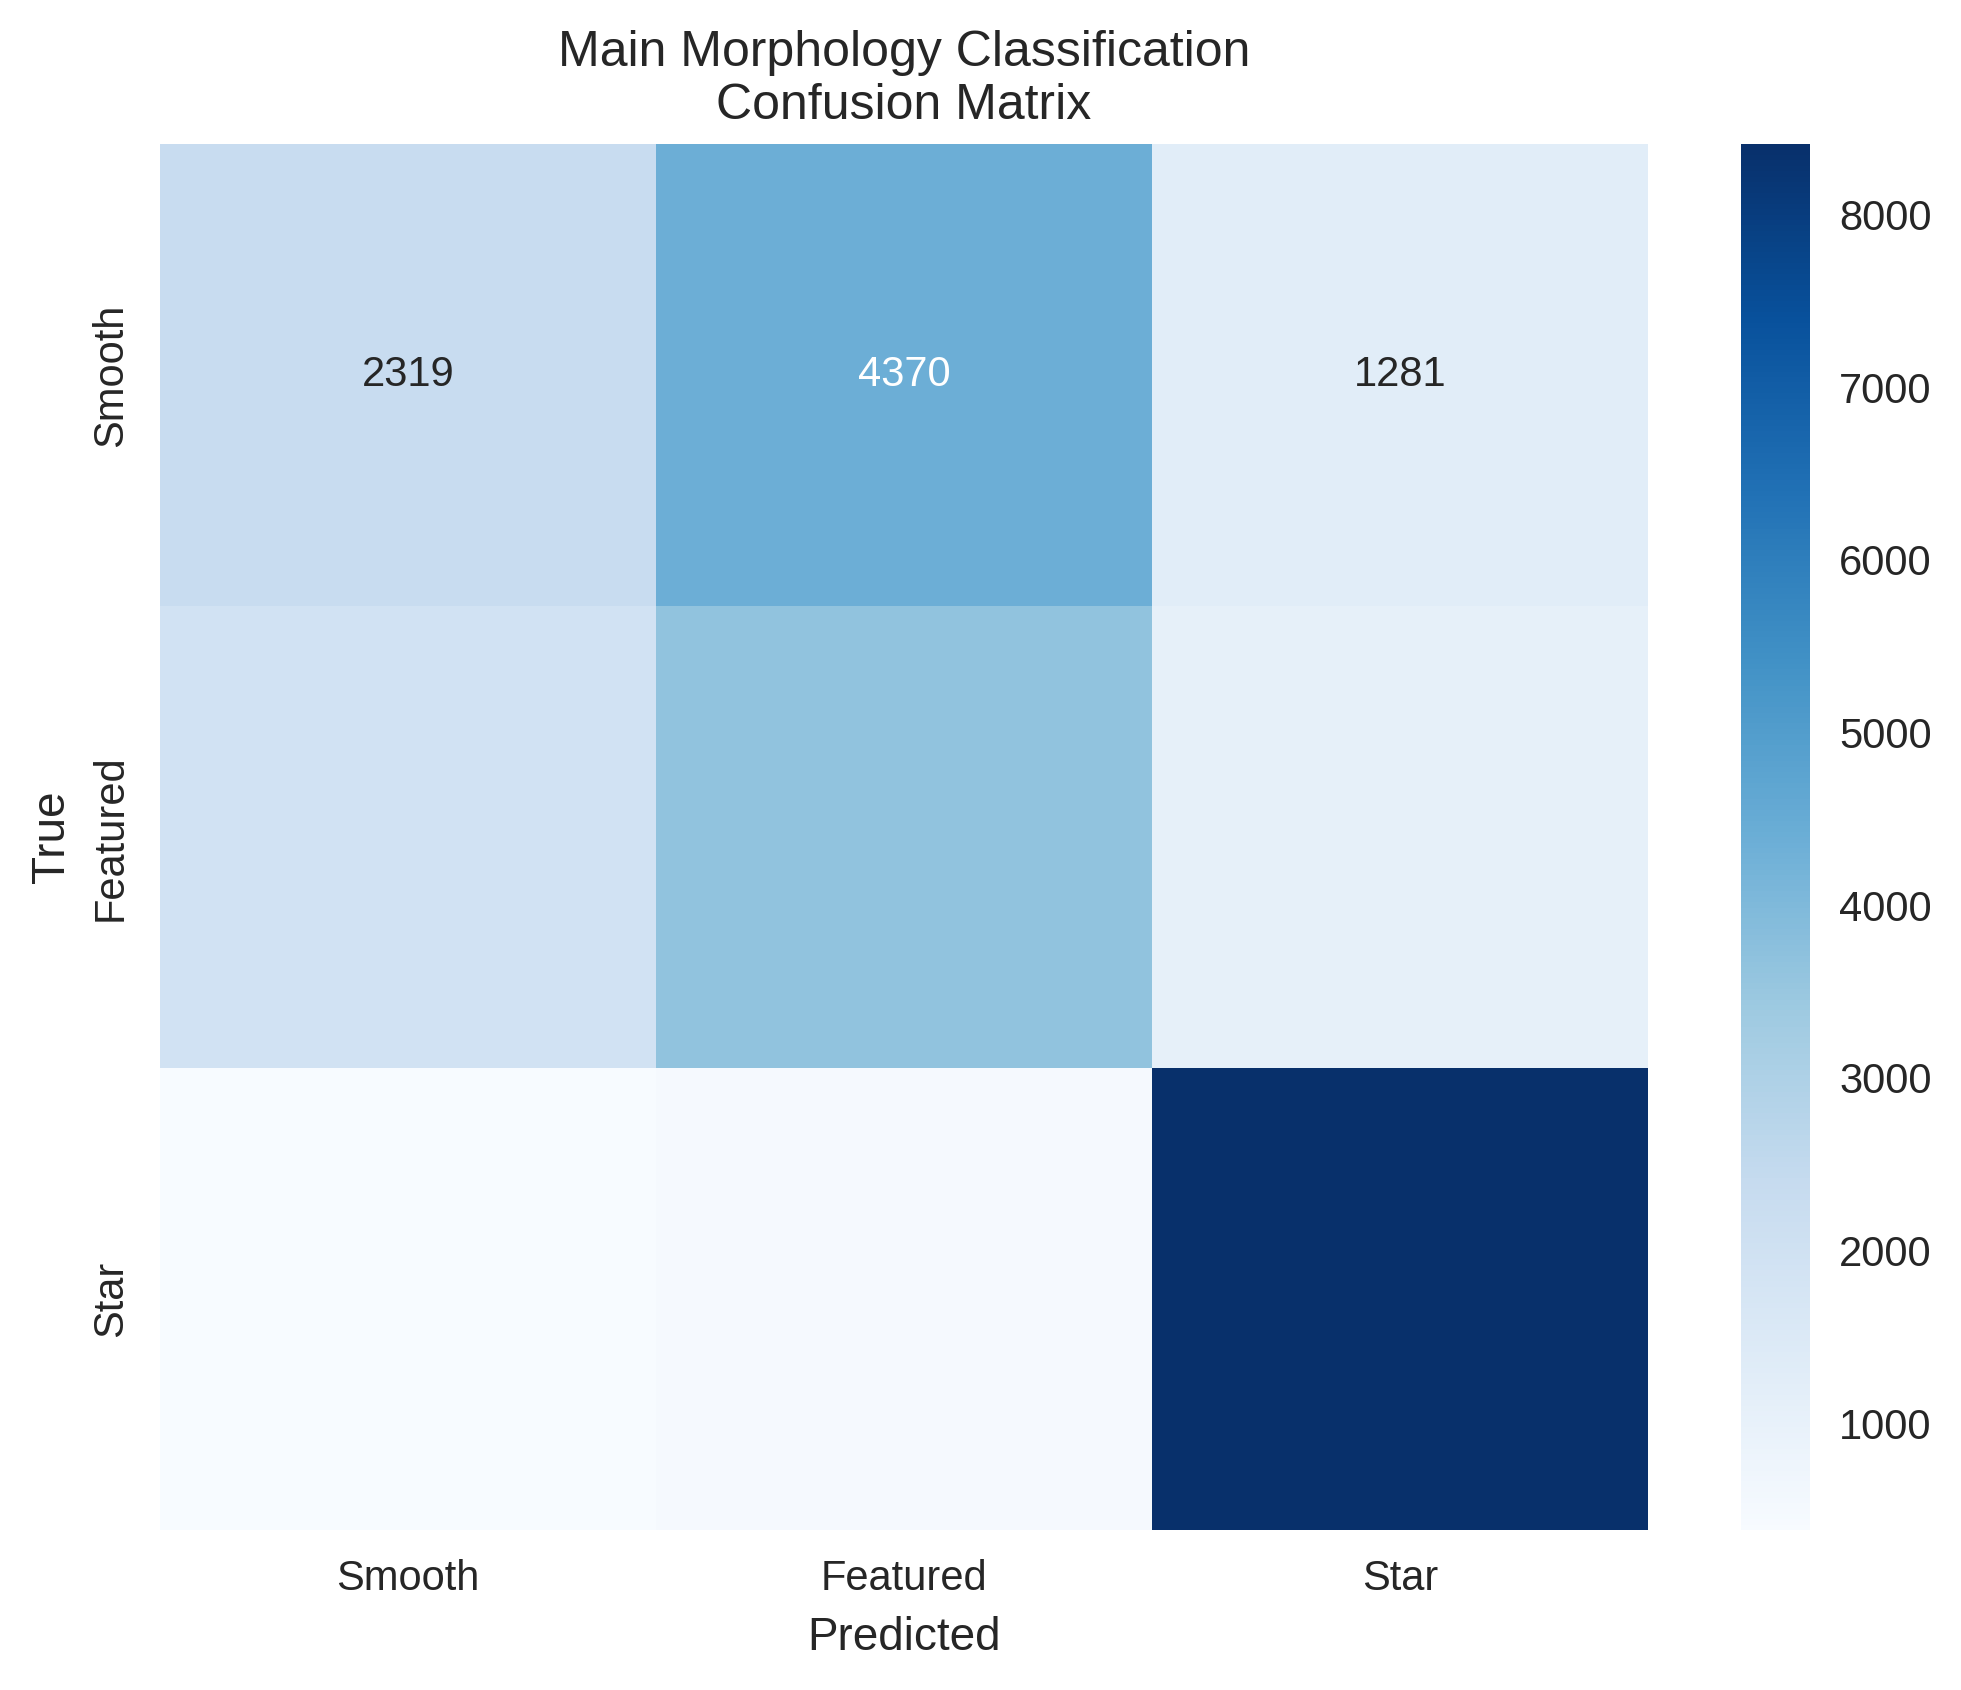 Main Morphology Classification
Confusion Matrix
Smooth
2319
4370
1281
True
Featured
Star
Smooth
Featured
Star
Predicted
8000
7000
6000
5000
4000
3000
2000
1000